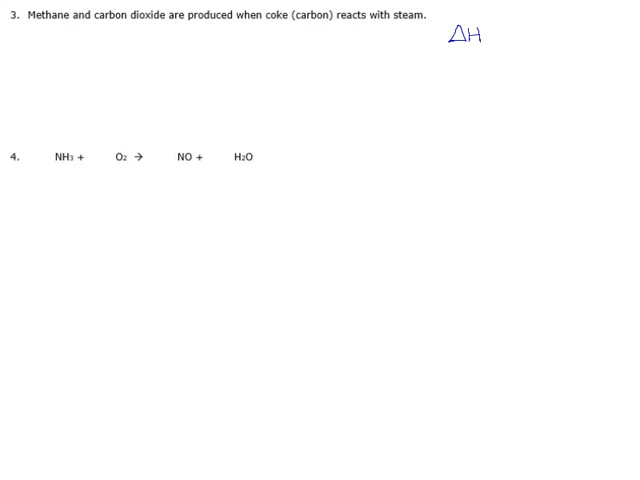 3. Methane and carbon dioxide are produced when coke (carbon) reacts with steam.
ΔH
4. NH₃ + O₂ → NO + H₂O